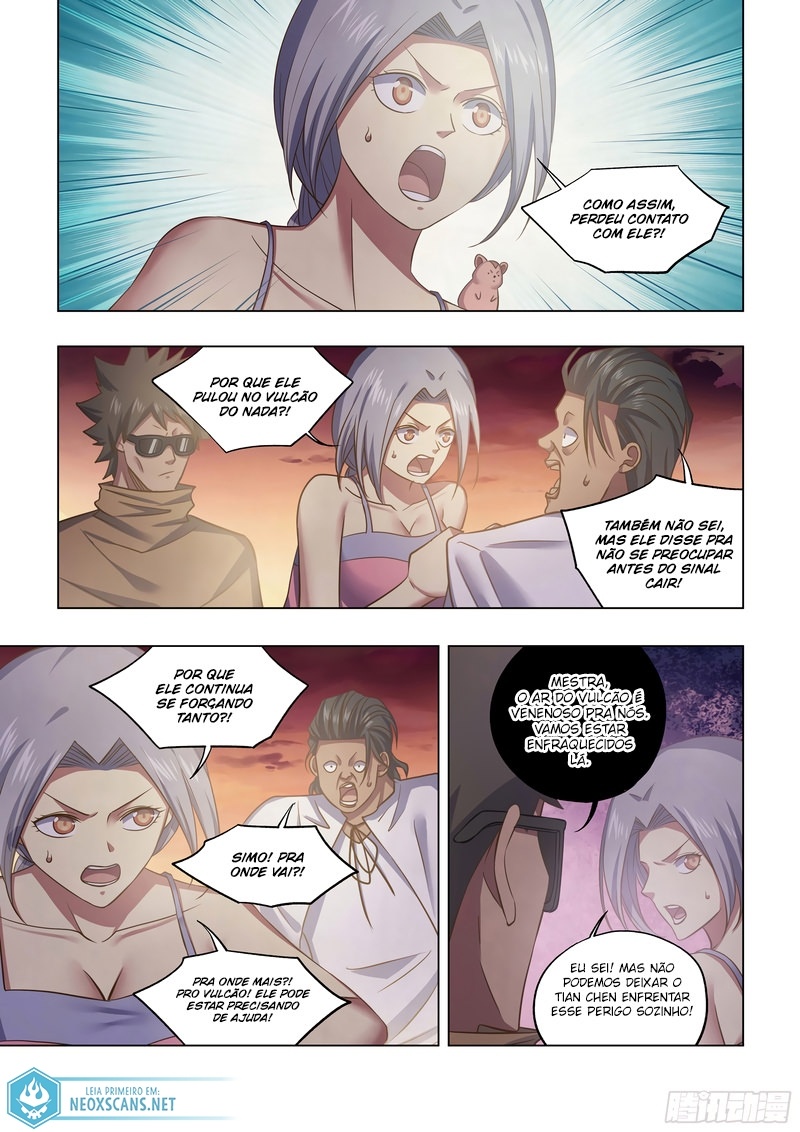 COMO ASSIM,
PERDEU CONTATO
COM ELE?!
POR QUE ELE
PULOU NO VULCÃO
DO NADA?!
TAMBÉM NÃO SEI,
MAS ELE DISSE PRA
NÃO SE PREOCUPAR
ANTES DO SINAL
CAIR!
POR QUE
ELE CONTINUA
SE FORÇANDO
TANTO?!
SIMO! PRA
ONDE VAI?!
PRA ONDE MAIS?!
PRO VULCÃO! ELE PODE
ESTAR PRECISANDO
DE AJUDA!
MESTRA,
O AR DO VULCÃO É
VENENOSO PRA NÓS.
VAMOS ESTAR
ENFRAQUECIDOS
LÁ.
EU SEI! MAS NÃO
PODEMOS DEIXAR O
TIAN CHEN ENFRENTAR
ESSE PERIGO SOZINHO!
LEIA PRIMEIRO EM:
NEOXSCANS.NET
腾讯动漫